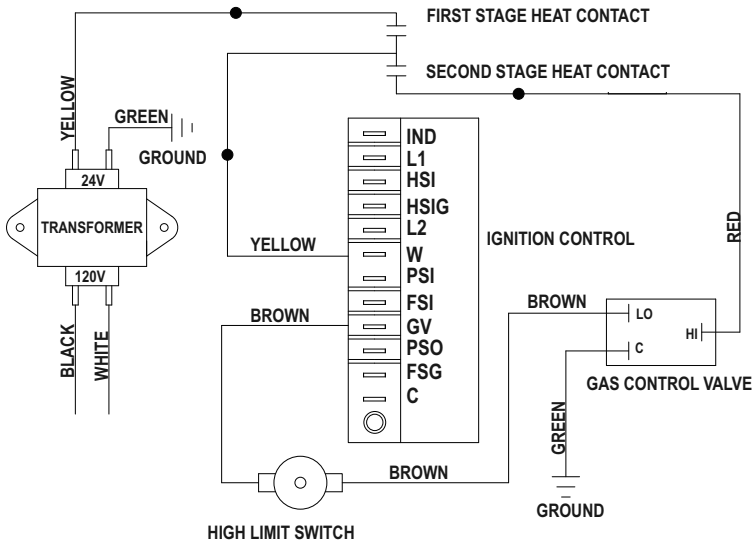 FIRST STAGE HEAT CONTACT
SECOND STAGE HEAT CONTACT
YELLOW
GREEN
GROUND
24V
TRANSFORMER
120V
BLACK
WHITE
YELLOW
BROWN
IND
L1
HSI
HSIG
L2
W
PSI
FSI
GV
PSO
FSG
C
IGNITION CONTROL
RED
BROWN
LO
HI
C
GAS CONTROL VALVE
GREEN
GROUND
BROWN
HIGH LIMIT SWITCH